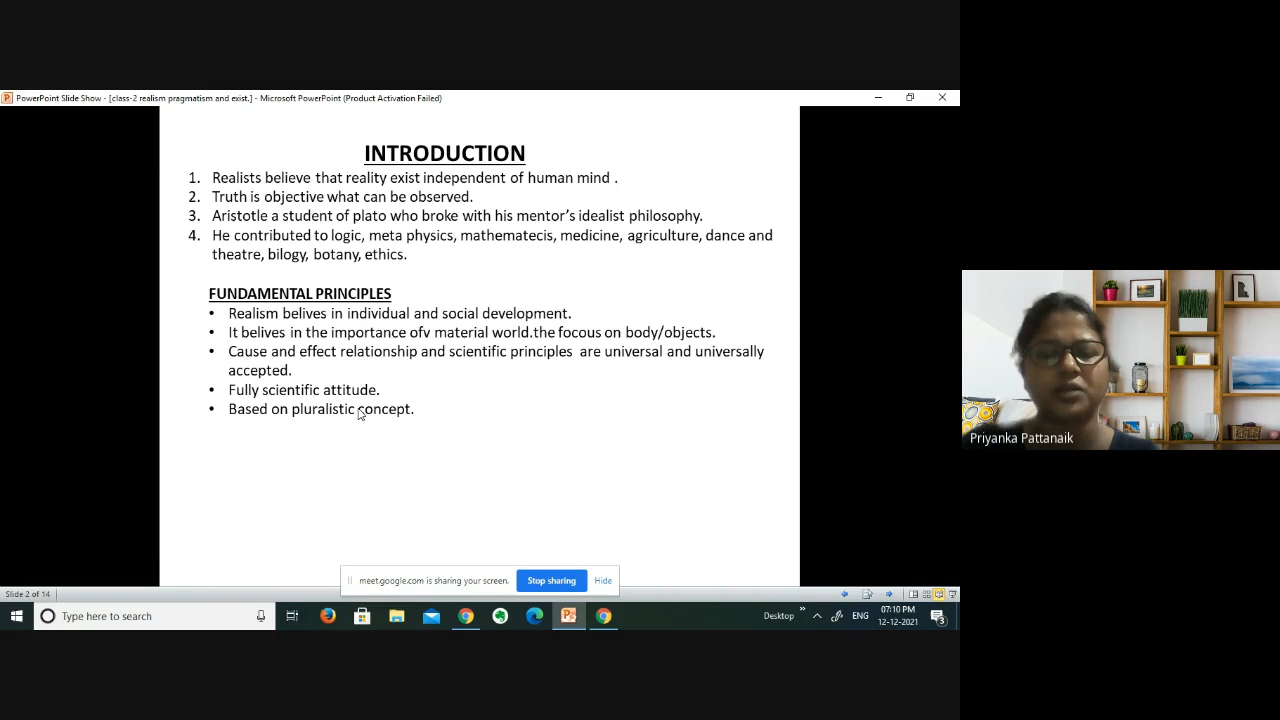 PowerPoint Slide Show - [class-2 realism pragmatism and exist.] - Microsoft PowerPoint (Product Activation Failed)
INTRODUCTION
1. Realists believe that reality exist independent of human mind .
2. Truth is objective what can be observed.
3. Aristotle a student of plato who broke with his mentor's idealist philosophy.
4. He contributed to logic, meta physics, mathematecis, medicine, agriculture, dance and
theatre, bilogy, botany, ethics.
FUNDAMENTAL PRINCIPLES
• Realism belives in individual and social development.
• It belives in the importance ofv material world.the focous on body/objects.
• Cause and effect relationship and scientific principles are universal and universally
accepted.
• Fully scientific attitude.
• Based on pluralistic concept.
Priyanka Pattanaik
meet.google.com is sharing your screen.
Stop sharing
Hide
Slide 2 of 14
Type here to search
Desktop
ENG
07:10 PM
12-12-2021
3